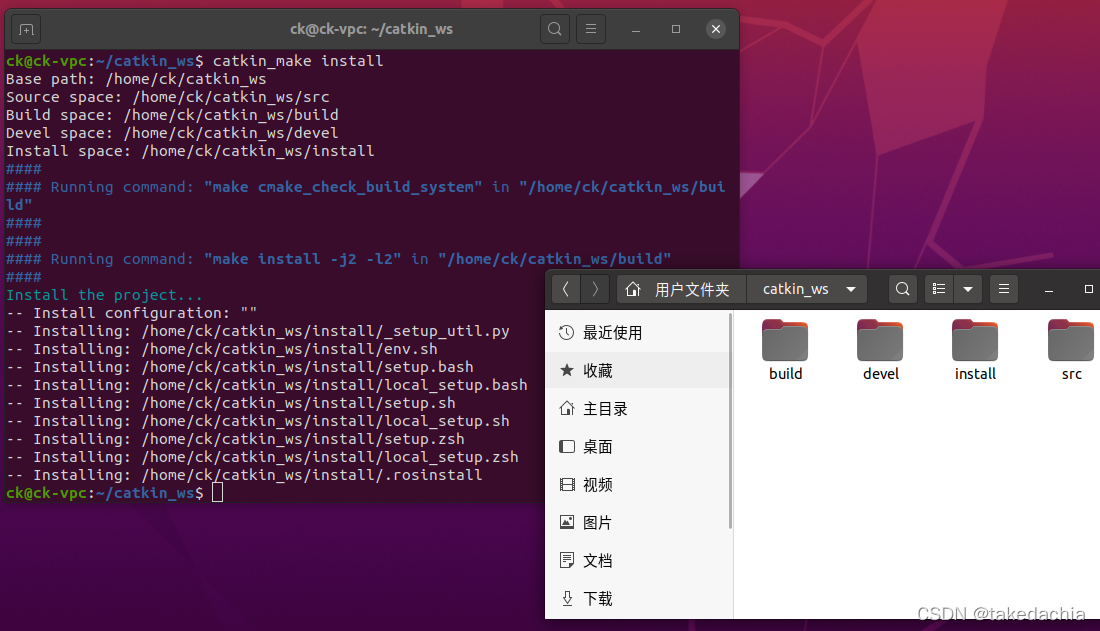 ck@ck-vpc: ~/catkin_ws
ck@ck-vpc:~/catkin_ws$ catkin_make install
Base path: /home/ck/catkin_ws
Source space: /home/ck/catkin_ws/src
Build space: /home/ck/catkin_ws/build
Devel space: /home/ck/catkin_ws/devel
Install space: /home/ck/catkin_ws/install
####
#### Running command: "make cmake_check_build_system" in "/home/ck/catkin_ws/bui
ld"
####
####
#### Running command: "make install -j2 -l2" in "/home/ck/catkin_ws/build"
####
Install the project...
-- Install configuration: ""
-- Installing: /home/ck/catkin_ws/install/_setup_util.py
-- Installing: /home/ck/catkin_ws/install/env.sh
-- Installing: /home/ck/catkin_ws/install/setup.bash
-- Installing: /home/ck/catkin_ws/install/local_setup.bash
-- Installing: /home/ck/catkin_ws/install/setup.sh
-- Installing: /home/ck/catkin_ws/install/local_setup.sh
-- Installing: /home/ck/catkin_ws/install/setup.zsh
-- Installing: /home/ck/catkin_ws/install/local_setup.zsh
-- Installing: /home/ck/catkin_ws/install/.rosinstall
ck@ck-vpc:~/catkin_ws$
用户文件夹 catkin_ws
最近使用
收藏
主目录
桌面
视频
图片
文档
下载
build devel install src
CSDN @takedachia